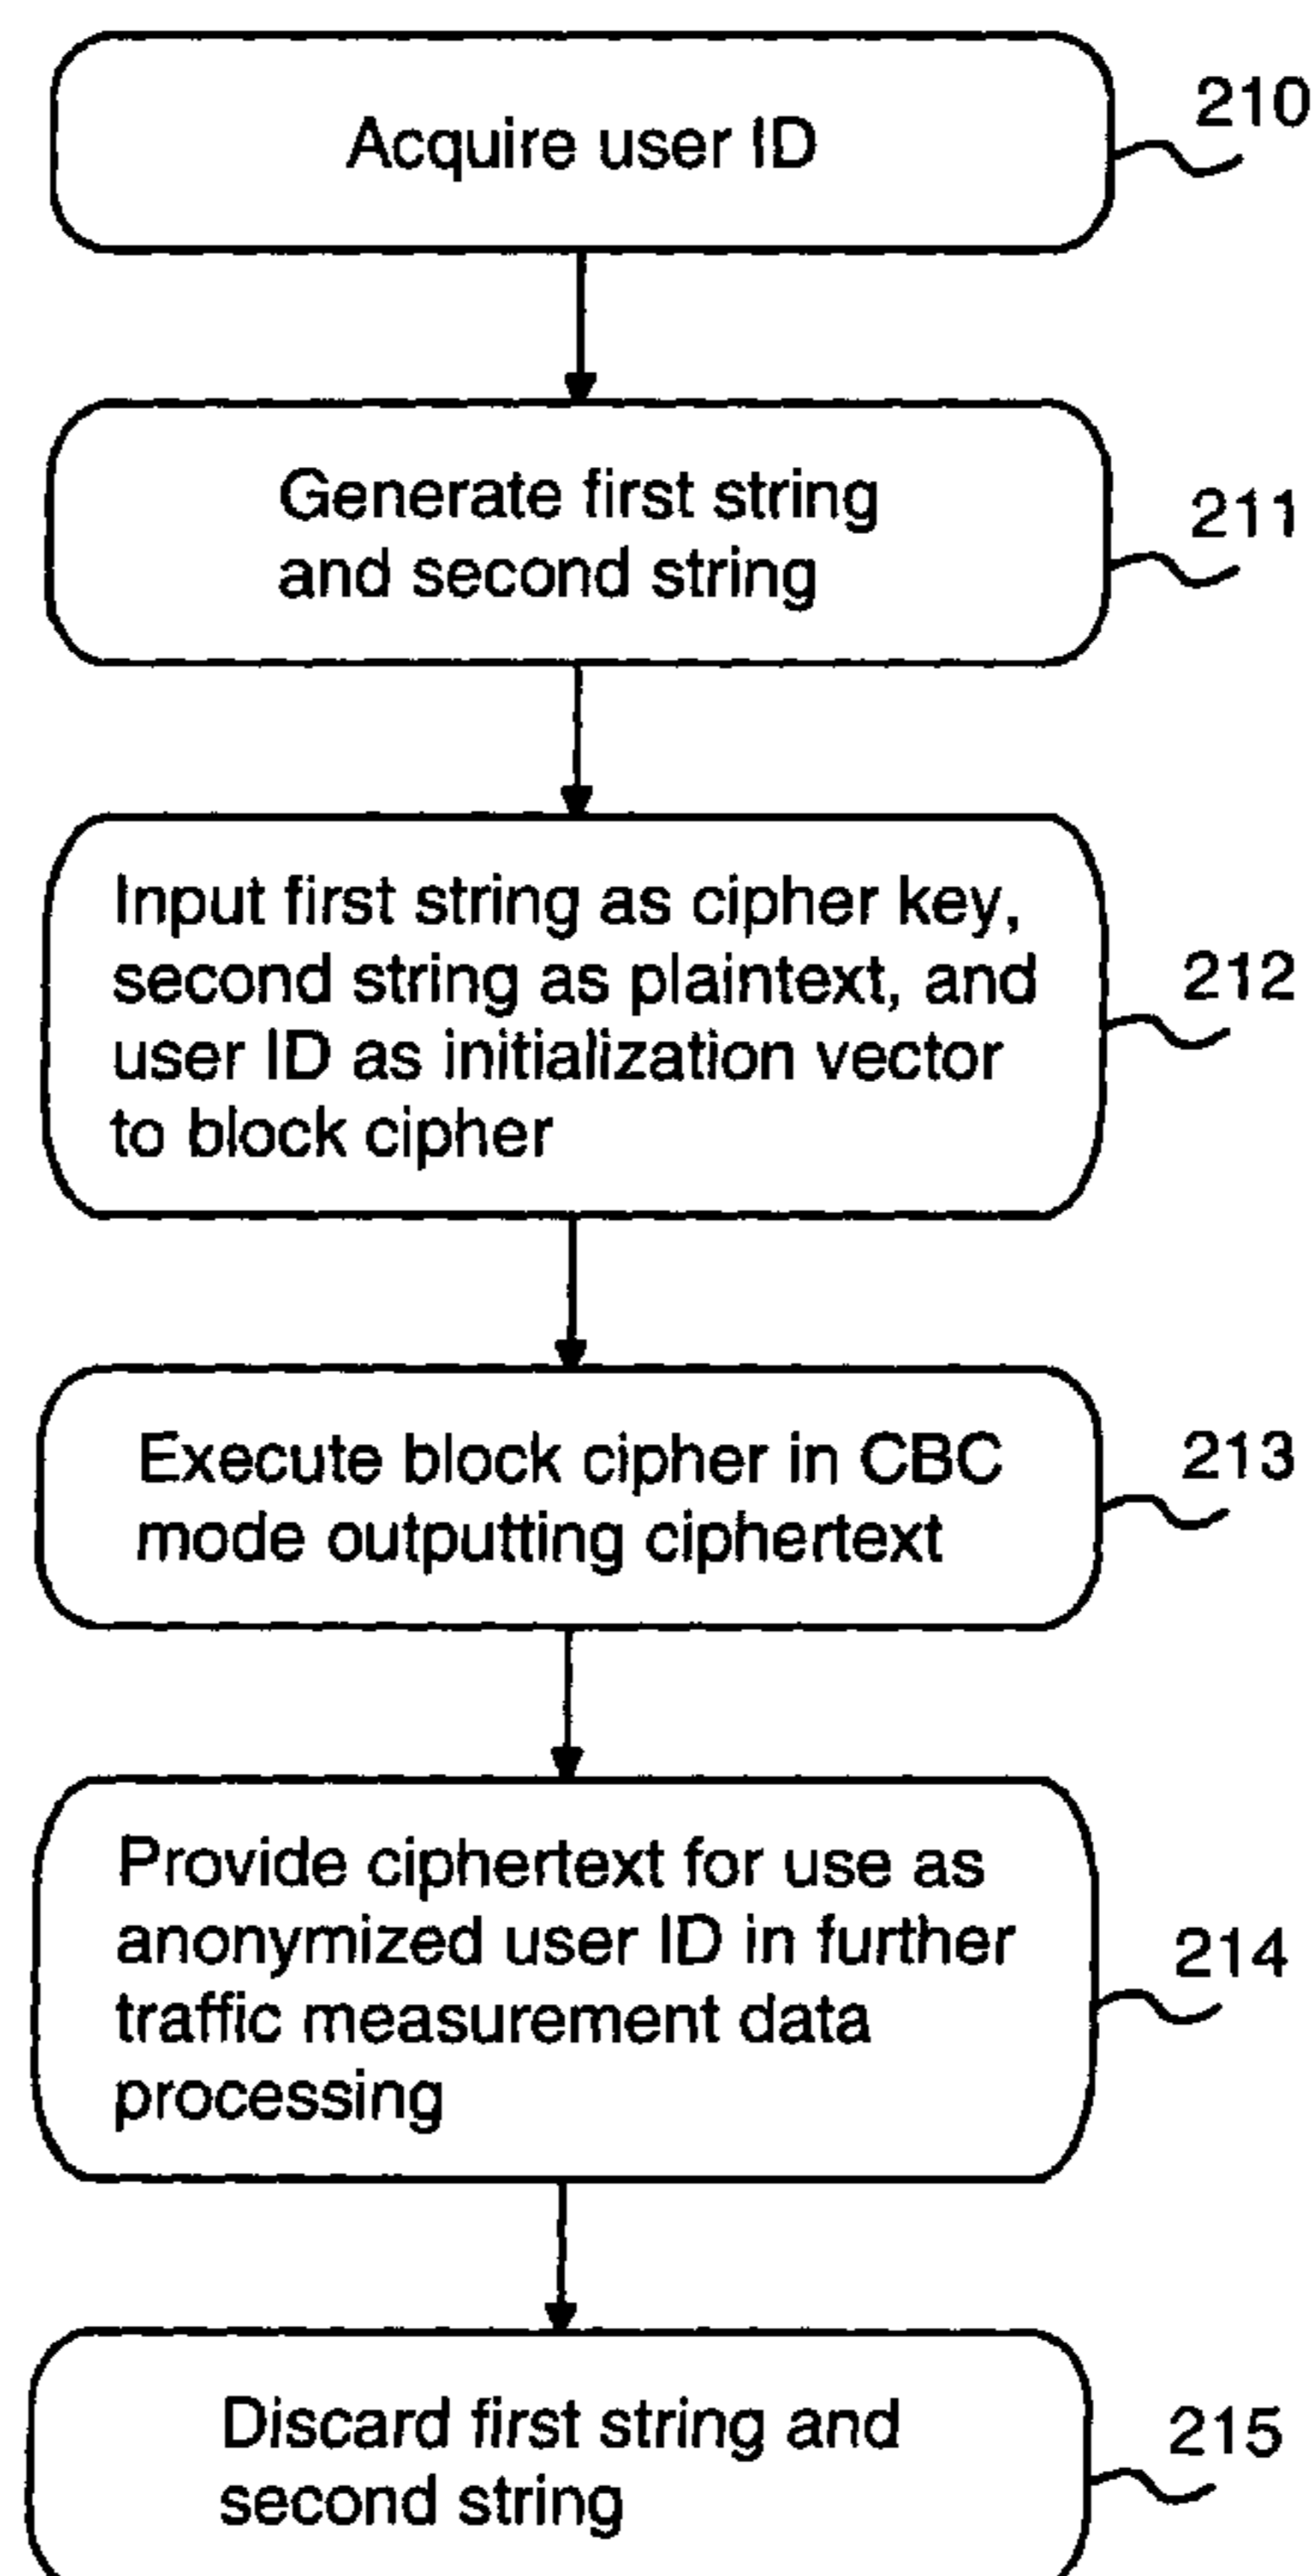 Acquire user ID
210
Generate first string
and second string
211
Input first string as cipher key,
second string as plaintext, and
user ID as initialization vector
to block cipher
212
Execute block cipher in CBC
mode outputting ciphertext
213
Provide ciphertext for use as
anonymized user ID in further
traffic measurement data
processing
214
Discard first string and
second string
215